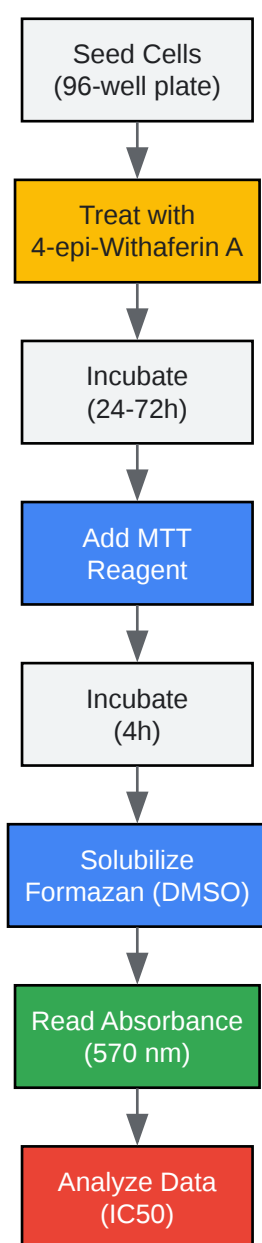 Seed Cells
(96-well plate)
Treat with
4-epi-Withaferin A
Incubate
(24-72h)
Add MTT
Reagent
Incubate
(4h)
Solubilize
Formazan (DMSO)
Read Absorbance
(570 nm)
Analyze Data
(IC50)